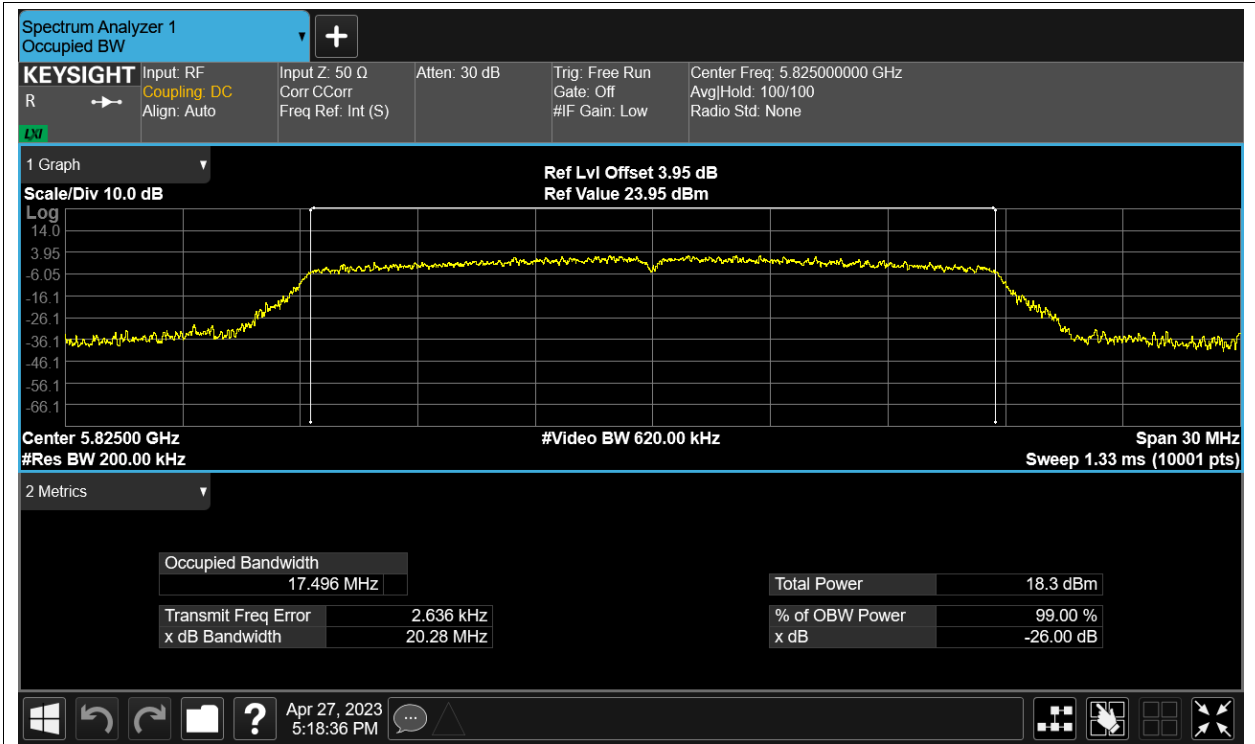 Spectrum Analyzer 1
Occupied BW
KEYSIGHT
R
LXI
Input: RF
Coupling: DC
Align: Auto
Input Z: 50 Ω
Corr CCorr
Freq Ref: Int (S)
Atten: 30 dB
Trig: Free Run
Gate: Off
#IF Gain: Low
Center Freq: 5.825000000 GHz
Avg|Hold: 100/100
Radio Std: None
1 Graph
Scale/Div 10.0 dB
Ref Lvl Offset 3.95 dB
Ref Value 23.95 dBm
Log
14.0
3.95
-6.05
-16.1
-26.1
-36.1
-46.1
-56.1
-66.1
Center 5.82500 GHz
#Res BW 200.00 kHz
#Video BW 620.00 kHz
Span 30 MHz
Sweep 1.33 ms (10001 pts)
2 Metrics
Occupied Bandwidth
17.496 MHz
Transmit Freq Error 2.636 kHz
x dB Bandwidth 20.28 MHz
Total Power 18.3 dBm
% of OBW Power 99.00 %
x dB -26.00 dB
?
Apr 27, 2023
5:18:36 PM